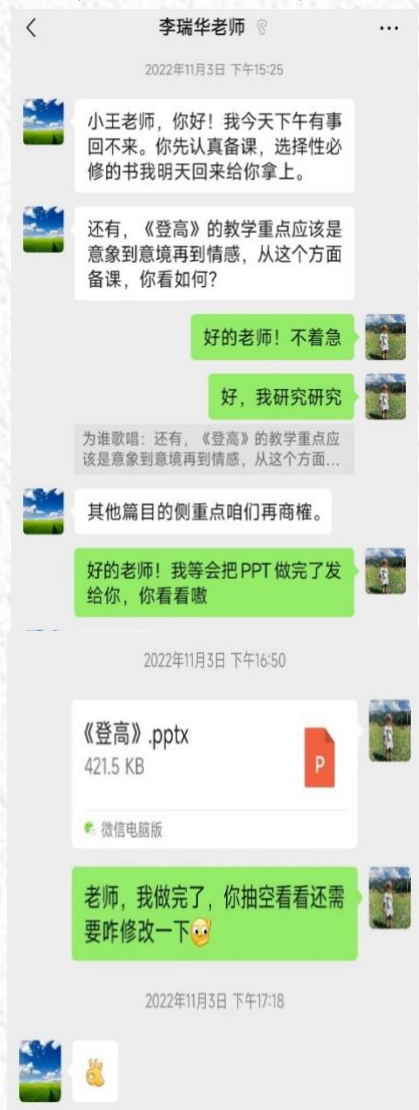 李瑞华老师
2022年11月3日 下午15:25
小王老师，你好！我今天下午有事
回不来。你先认真备课，选择性必
修的书我明天回来给你拿上。
还有，《登高》的教学重点应该是
意象到意境再到情感，从这个方面
备课，你看如何？
好的老师！不着急
好，我研究研究
为谁歌唱：还有，《登高》的教学重点应
该是意象到意境再到情感，从这个方面...
其他篇目的侧重点咱们再商榷。
好的老师！我等会把PPT做完了发
给你，你看看嗷
2022年11月3日 下午16:50
《登高》.pptx
421.5 KB
P
微信电脑版
老师，我做完了，你抽空看看还需
要咋修改一下
2022年11月3日 下午17:18